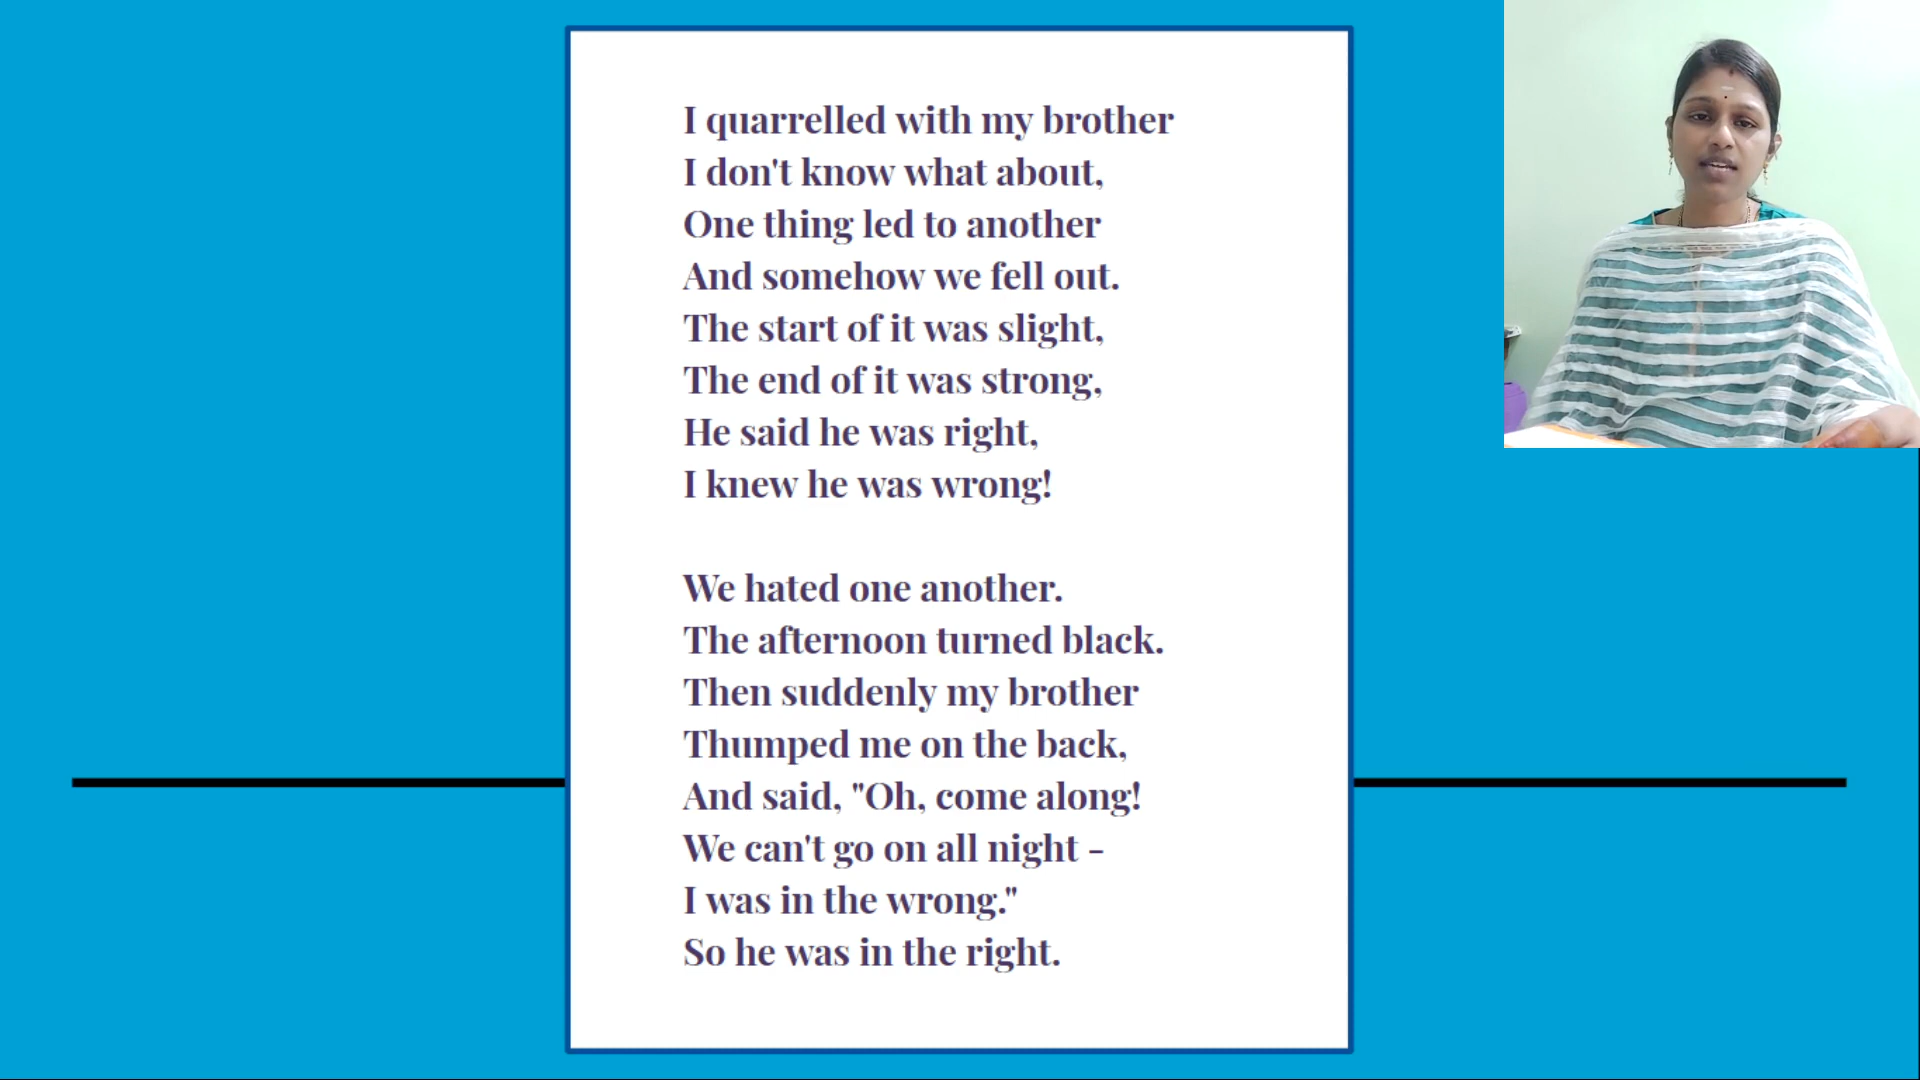 I quarrelled with my brother
I don't know what about,
One thing led to another
And somehow we fell out.
The start of it was slight,
The end of it was strong,
He said he was right,
I knew he was wrong!
We hated one another.
The afternoon turned black.
Then suddenly my brother
Thumped me on the back,
And said, "Oh, come along!
We can't go on all night -
I was in the wrong."
So he was in the right.